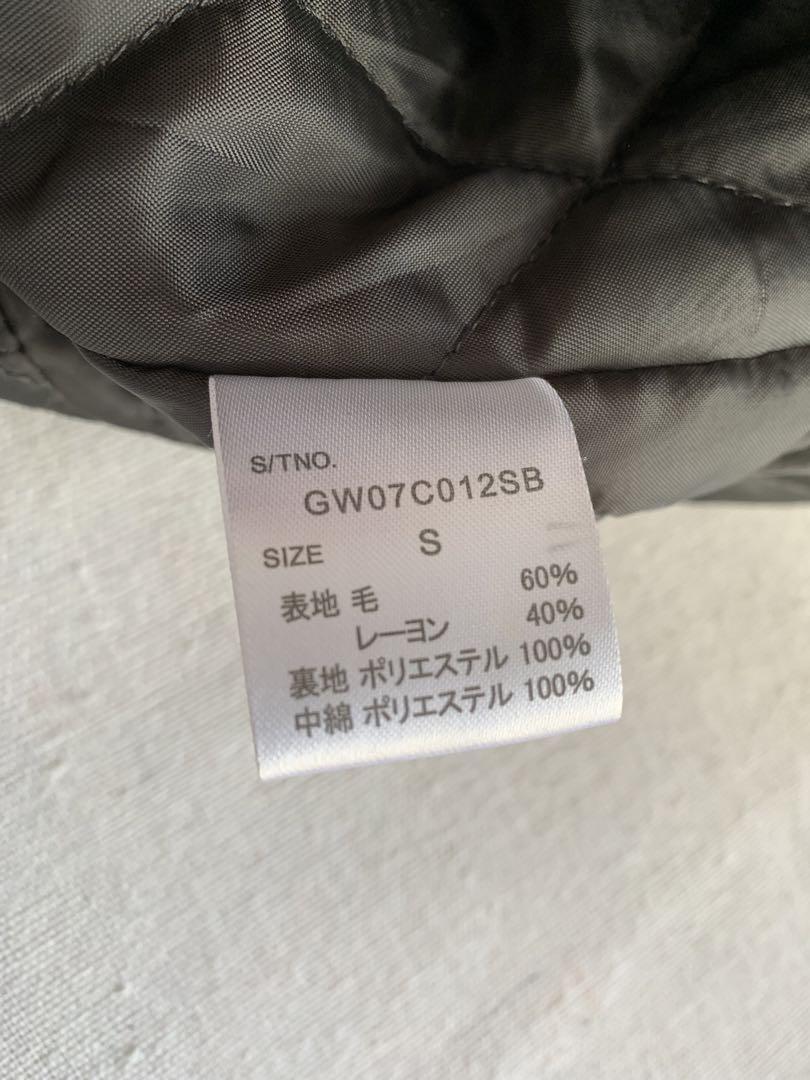 S/TNO.
GW07C012SB
SIZE S
表地 毛 60%
レーヨン 40%
裏地 ポリエステル 100%
中綿 ポリエステル 100%